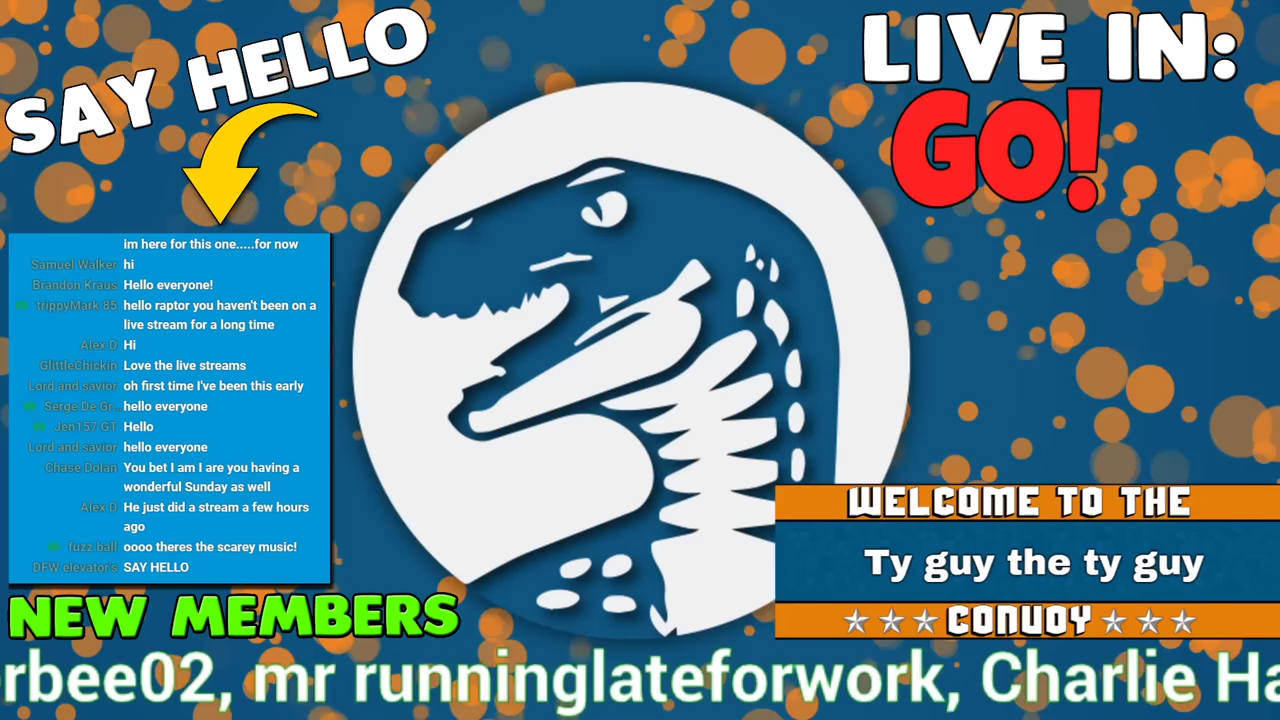 SAY HELLO
LIVE IN:
GO!
im here for this one.....for now
Samuel Walker hi
Brandon Kraus Hello everyone!
trippyMark 85 hello raptor you haven't been on a
live stream for a long time
Alex D Hi
GlittleChickin Love the live streams
Lord and savior oh first time I've been this early
Serge De Gr... hello everyone
Jen157 GT Hello
Lord and savior hello everyone
Chase Dolan You bet I am I are you having a
wonderful Sunday as well
Alex D He just did a stream a few hours
ago
fuzz ball oooo theres the scarey music!
DFW elevator's SAY HELLO
WELCOME TO THE
Ty guy the ty guy
CONVOY
NEW MEMBERS
rbee02, mr runninglateforwork, Charlie Ha